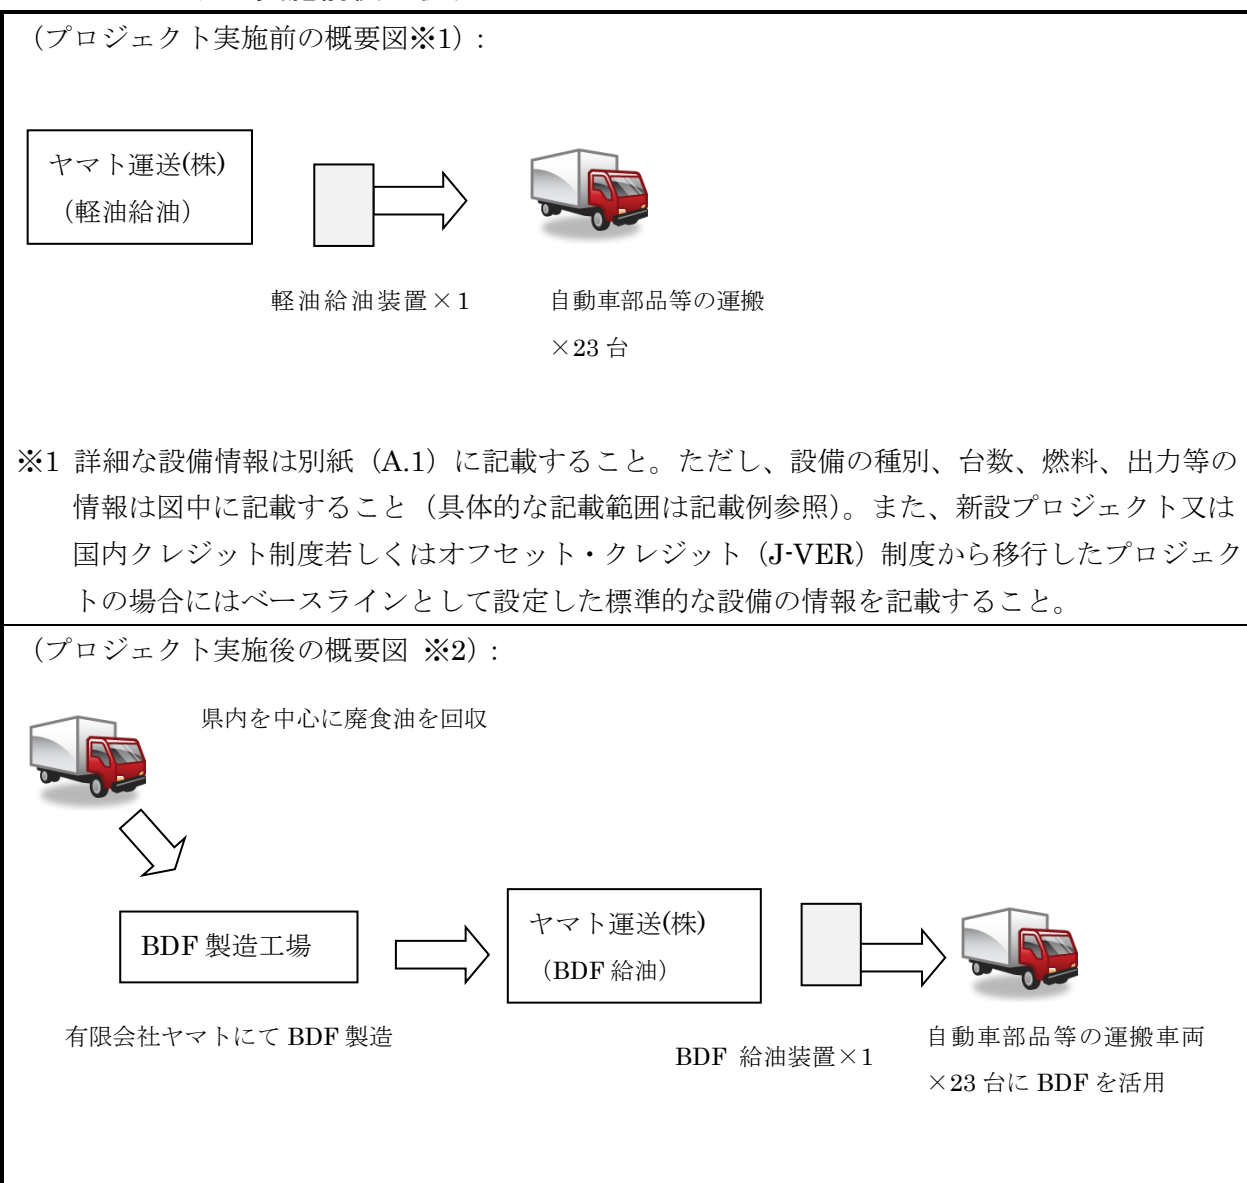 （プロジェクト実施前の概要図※1）:
ヤマト運送(株)
（軽油給油）
軽油給油装置×1
自動車部品等の運搬
×23 台
※1 詳細な設備情報は別紙（A.1）に記載すること。ただし、設備の種別、台数、燃料、出力等の
情報は図中に記載すること（具体的な記載範囲は記載例参照）。また、新設プロジェクト又は
国内クレジット制度若しくはオフセット・クレジット（J-VER）制度から移行したプロジェク
トの場合にはベースラインとして設定した標準的な設備の情報を記載すること。
（プロジェクト実施後の概要図 ※2）:
県内を中心に廃食油を回収
BDF 製造工場
有限会社ヤマトにて BDF 製造
ヤマト運送(株)
（BDF 給油）
BDF 給油装置×1
自動車部品等の運搬車両
×23 台に BDF を活用